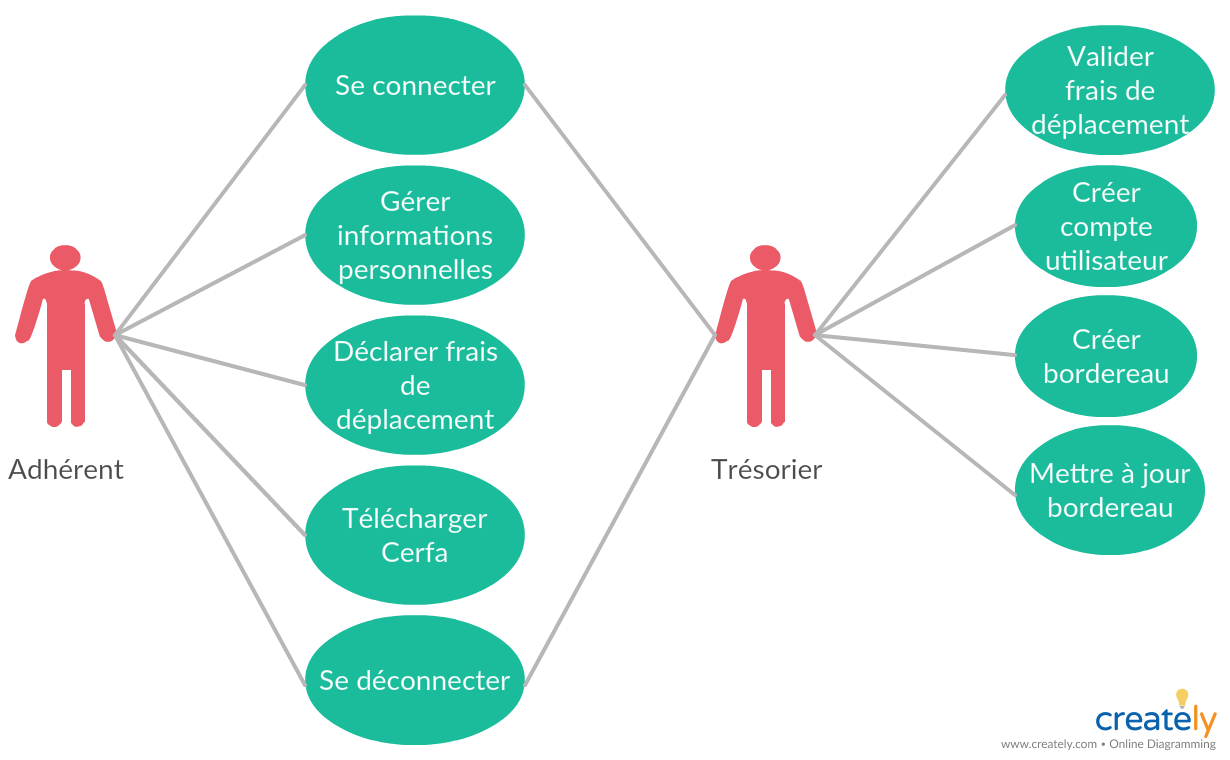 Se connecter
Gérer
informations
personnelles
Déclarer frais
de
déplacement
Télécharger
Cerfa
Se déconnecter
Adhérent
Trésorier
Valider
frais de
déplacement
Créer
compte
utilisateur
Créer
bordereau
Mettre à jour
bordereau
creately
www.creately.com • Online Diagramming